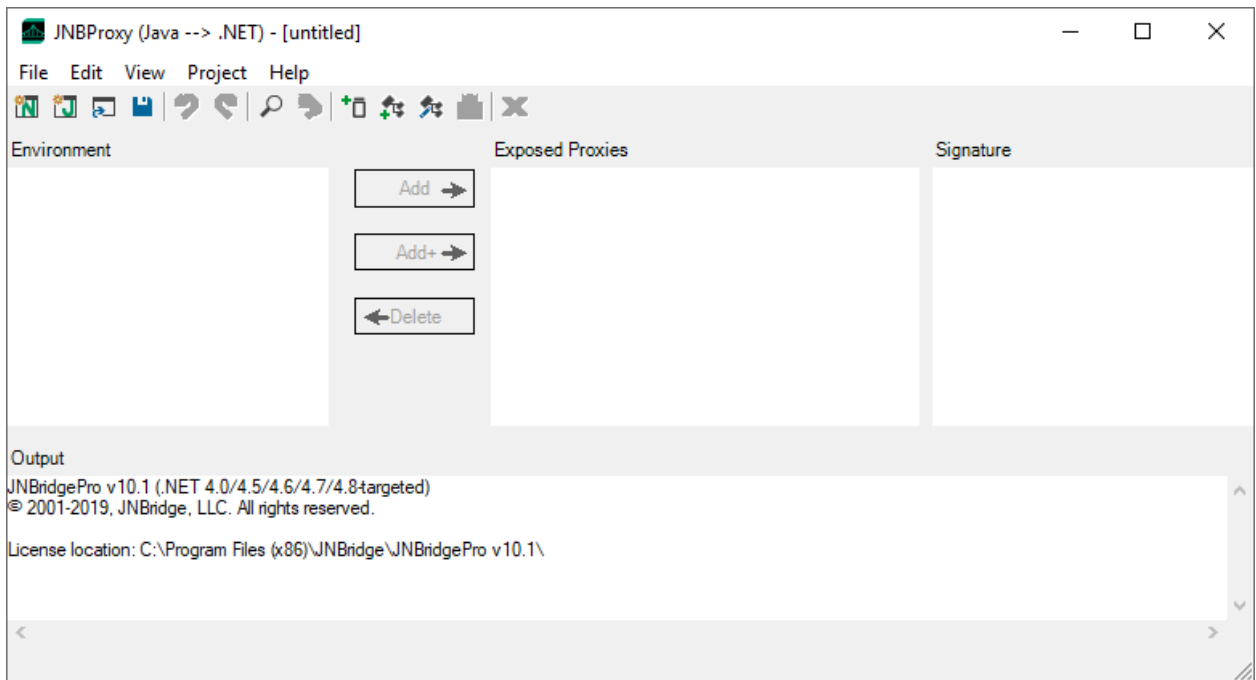 JNBProxy (Java --> .NET) - [untitled]
File Edit View Project Help
Environment
Exposed Proxies
Signature
Add
Add+
Delete
Output
JNBridgePro v10.1 (.NET 4.0/4.5/4.6/4.7/4.8-targeted)
© 2001-2019, JNBridge, LLC. All rights reserved.
License location: C:\Program Files (x86)\JNBridge\JNBridgePro v10.1\